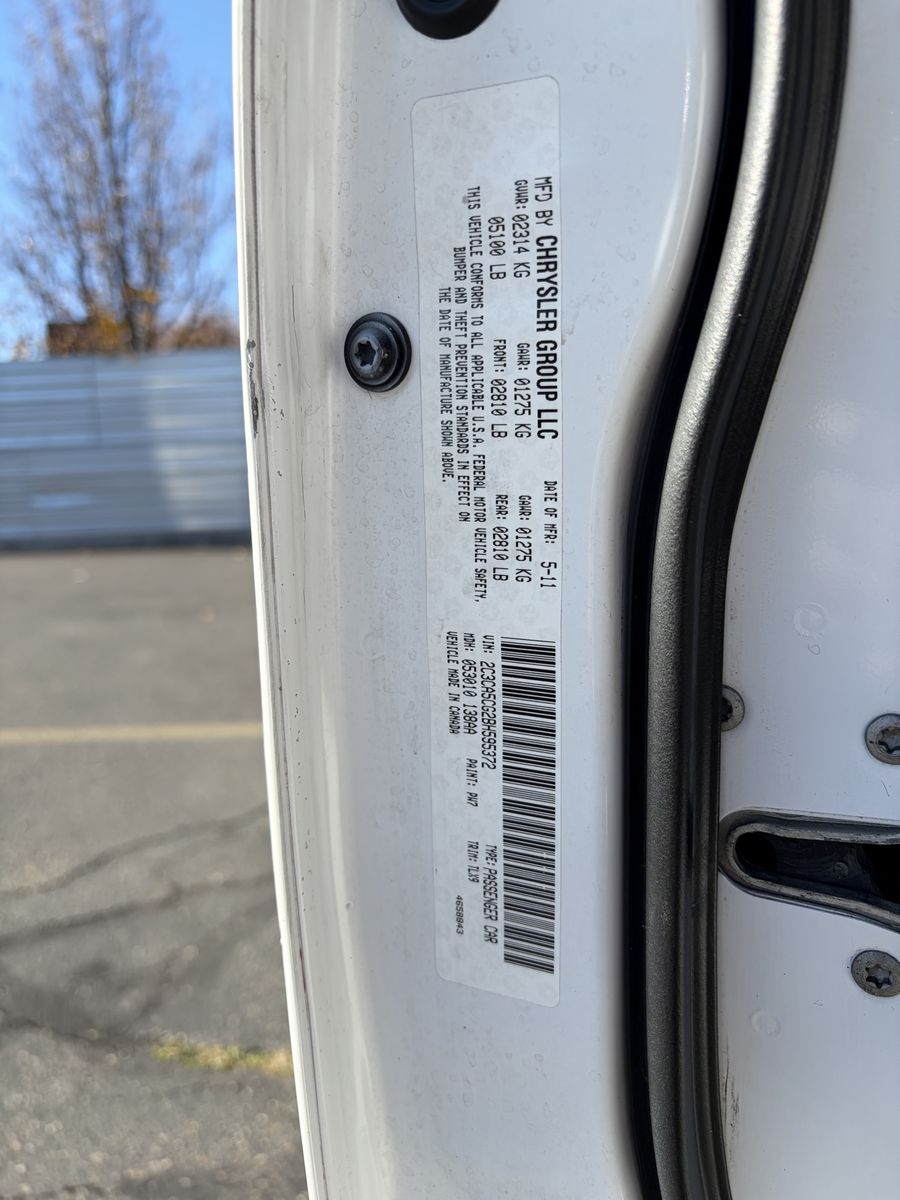 MFD BY CHRYSLER GROUP LLC DATE OF MFR: 5-11
GVWR: 02314 KG GAWR: 01275 KG GAWR: 01275 KG
05100 LB FRONT: 02810 LB REAR: 02810 LB
THIS VEHICLE CONFORMS TO ALL APPLICABLE U.S.A. FEDERAL MOTOR VEHICLE SAFETY,
BUMPER AND THEFT PREVENTION STANDARDS IN EFFECT ON
THE DATE OF MANUFACTURE SHOWN ABOVE.
VIN: 2C3CA5CG2BH595372 TYPE: PASSENGER CAR
MDH: 053010 138AA PAINT: PW7 TRIM: TLX9
VEHICLE MADE IN CANADA 4658843